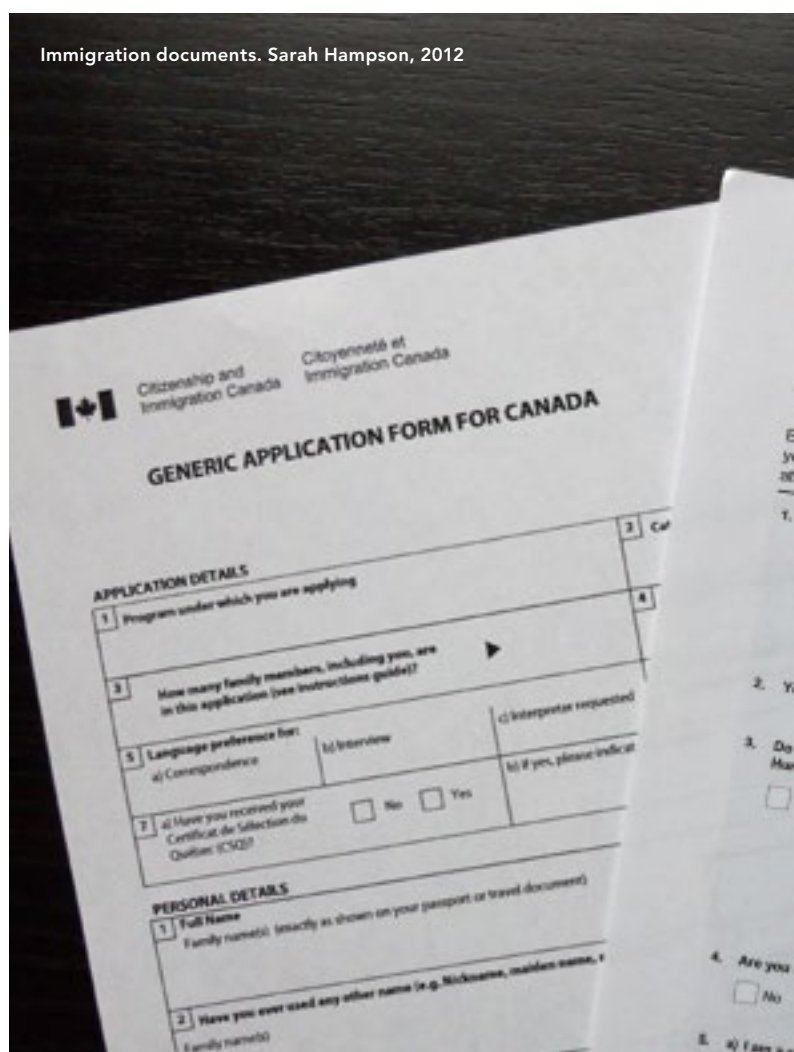 Immigration documents. Sarah Hampson, 2012
Citizenship and
Immigration Canada
Citoyenneté et
Immigration Canada
GENERIC APPLICATION FORM FOR CANADA
APPLICATION DETAILS
1 Program under which you are applying
2
3 How many family members, including you, are
in this application (see instructions guide)?
4
5 Language preference for:
a) Correspondence
b) Interview
c) Interpreter requested
7 a) Have you received your
Certificat de Sélection du
Québec (CSQ)?
No
Yes
b) If yes, please indicat
PERSONAL DETAILS
1 Full Name
Family name(s) (exactly as shown on your passport or travel document)
2 Have you ever used any other name (e.g. Nickname, maiden name,
Family name(s)
1.
2.
3. Do
4. Are you
No
5. a)